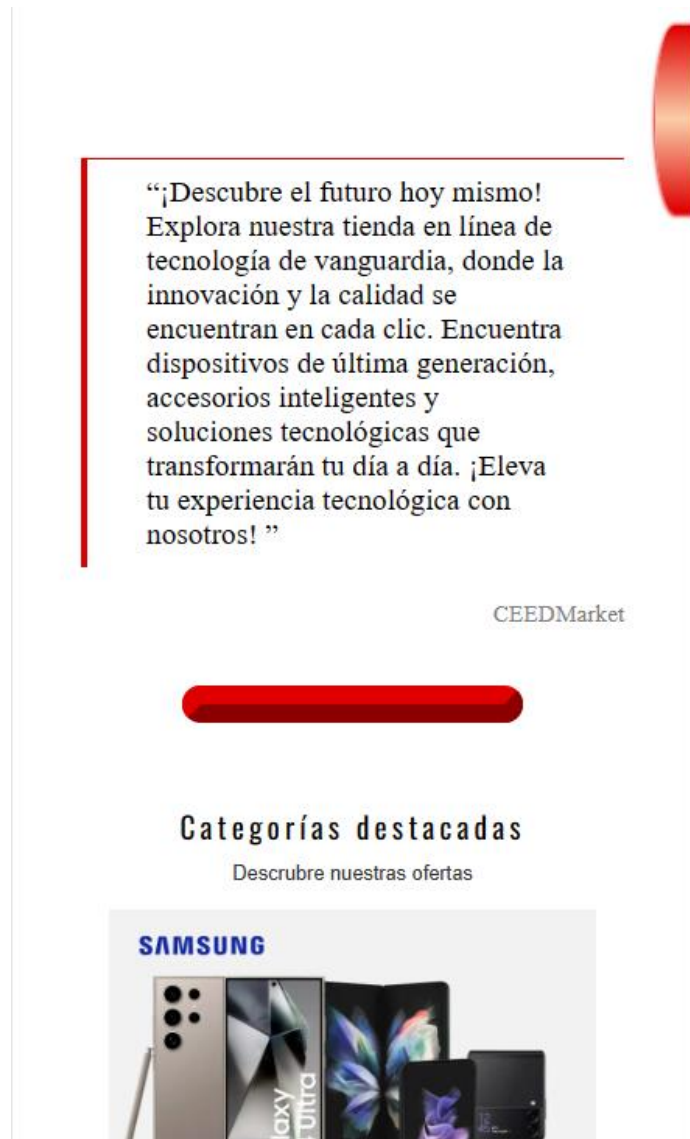 “¡Descubre el futuro hoy mismo!
Explora nuestra tienda en línea de
tecnología de vanguardia, donde la
innovación y la calidad se
encuentran en cada clic. Encuentra
dispositivos de última generación,
accesorios inteligentes y
soluciones tecnológicas que
transformarán tu día a día. ¡Eleva
tu experiencia tecnológica con
nosotros! ”
CEEDMarket
Categorías destacadas
Descrubre nuestras ofertas
SAMSUNG
Ultra